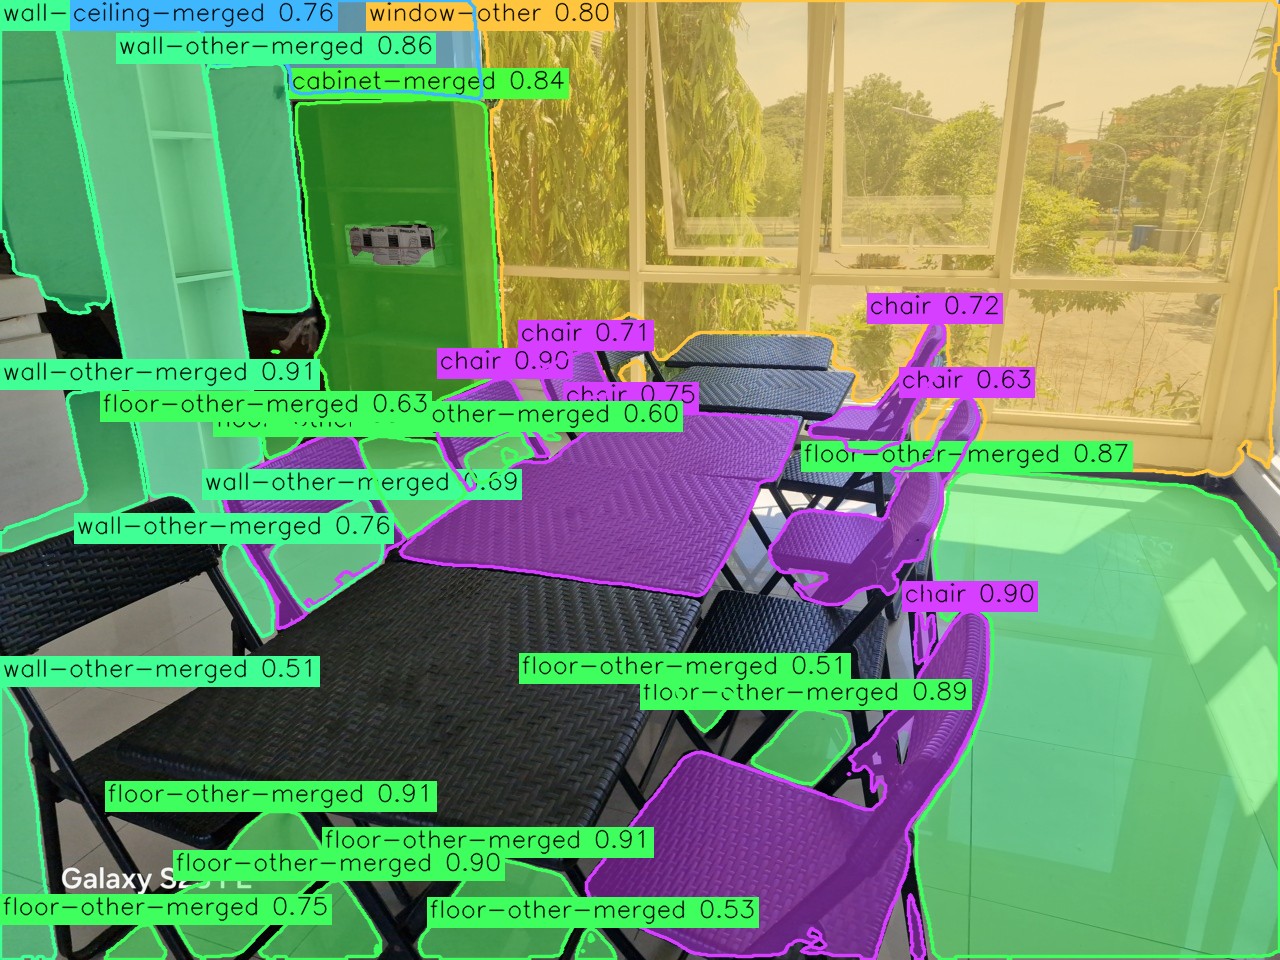 wall-
ceiling-merged 0.76
window-other 0.80
wall-other-merged 0.86
cabinet-merged 0.84
chair 0.72
chair 0.71
chair 0.90
wall-other-merged 0.91
chair 0.63
chair 0.75
floor-other-merged 0.63
other-merged 0.60
floor-other-merged 0.87
wall-other-merged 0.69
wall-other-merged 0.76
chair 0.90
wall-other-merged 0.51
floor-other-merged 0.51
floor-other-merged 0.89
floor-other-merged 0.91
floor-other-merged 0.91
floor-other-merged 0.90
Galaxy
floor-other-merged 0.75
floor-other-merged 0.53